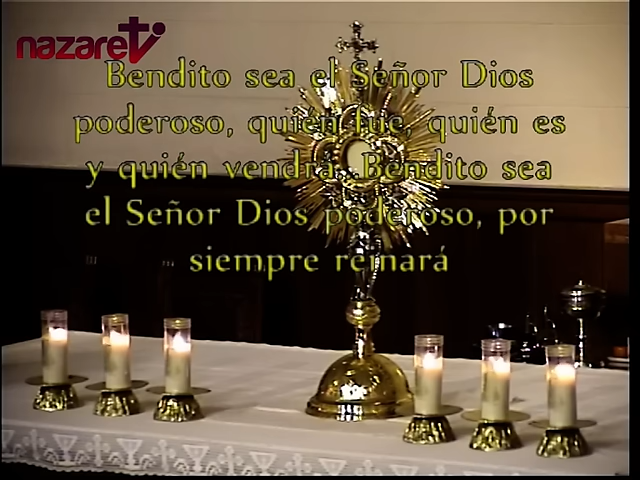 nazaretv
Bendito sea el Señor Dios
poderoso, quién fue, quién es
y quién vendrá. Bendito sea
el Señor Dios poderoso, por
siempre reinará